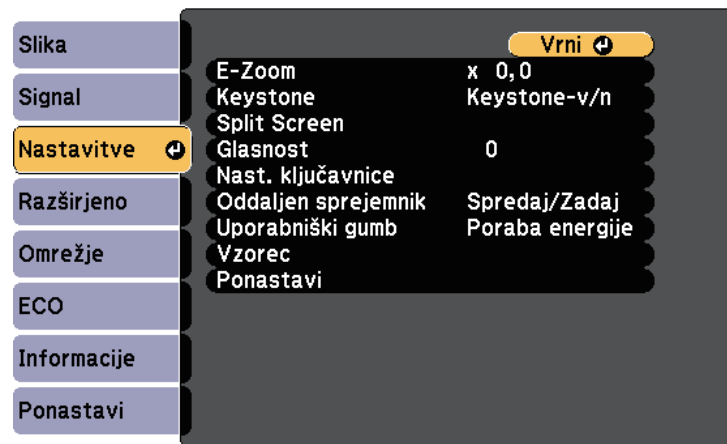 Slika
Signal
Nastavitve
Razširjeno
Omrežje
ECO
Informacije
Ponastavi
Vrni
E-Zoom x 0,0
Keystone Keystone-v/n
Split Screen
Glasnost 0
Nast. ključavnice
Oddaljen sprejemnik Spredaj/Zadaj
Uporabniški gumb Poraba energije
Vzorec
Ponastavi